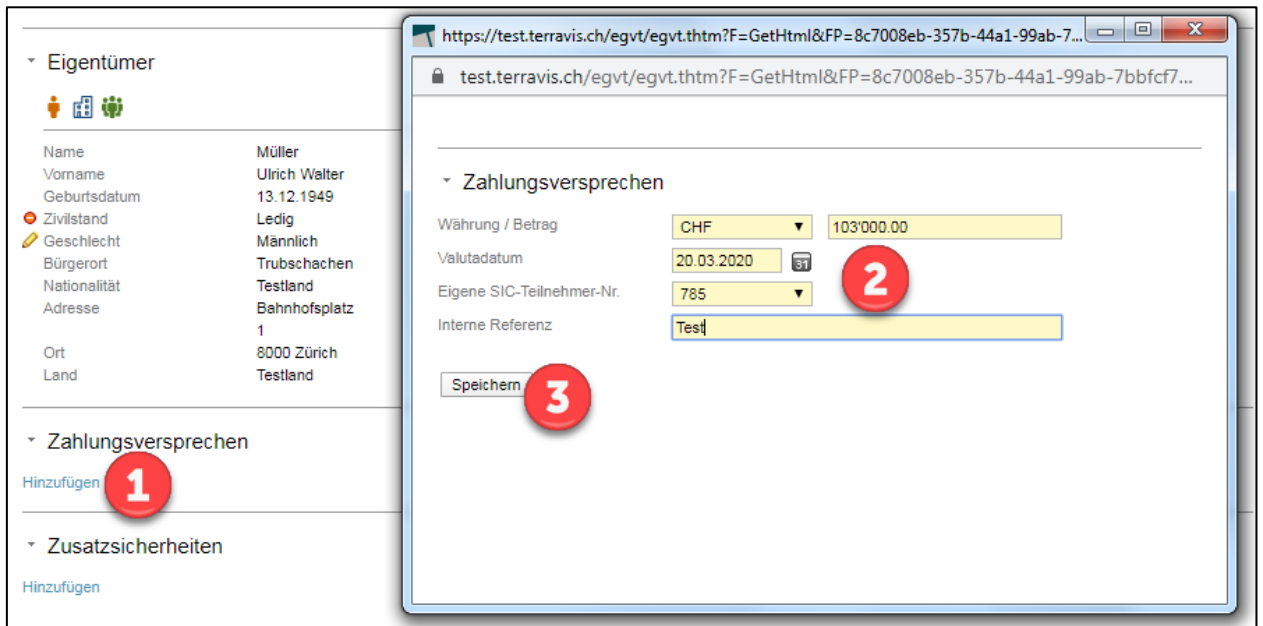 Eigentümer
Name Müller
Vorname Ulrich Walter
Geburtsdatum 13.12.1949
Zivilstand Ledig
Geschlecht Männlich
Bürgerort Trubschachen
Nationalität Testland
Adresse Bahnhofsplatz
1
Ort 8000 Zürich
Land Testland
Zahlungsversprechen
Hinzufügen 1
Zusatzsicherheiten
Hinzufügen
https://test.terravis.ch/egvt/egvt.thtm?F=GetHtml&FP=8c7008eb-357b-44a1-99ab-7...
test.terravis.ch/egvt/egvt.thtm?F=GetHtml&FP=8c7008eb-357b-44a1-99ab-7bbfcf7...
Zahlungsversprechen
Währung / Betrag CHF 103'000.00
Valutadatum 20.03.2020 31
2
Eigene SIC-Teilnehmer-Nr. 785
Interne Referenz Test
Speichern 3